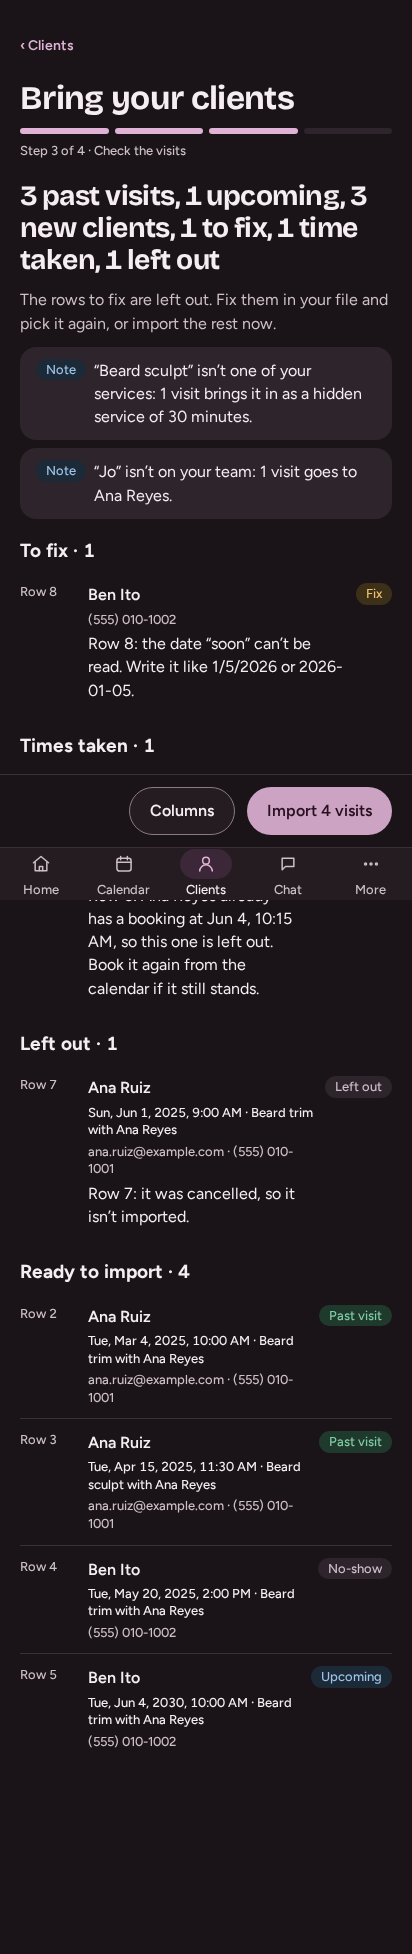 ‹ Clients
Bring your clients
Step 3 of 4 · Check the visits
3 past visits, 1 upcoming, 3
new clients, 1 to fix, 1 time
taken, 1 left out
The rows to fix are left out. Fix them in your file and
pick it again, or import the rest now.
Note
“Beard sculpt” isn’t one of your
services: 1 visit brings it in as a hidden
service of 30 minutes.
Note
“Jo” isn’t on your team: 1 visit goes to
Ana Reyes.
To fix · 1
Row 8
Ben Ito
Fix
(555) 010-1002
Row 8: the date “soon” can’t be
read. Write it like 1/5/2026 or 2026-
01-05.
Times taken · 1
Columns
Import 4 visits
Home
Calendar
Clients
Chat
More
has a booking at Jun 4, 10:15
AM, so this one is left out.
Book it again from the
calendar if it still stands.
Left out · 1
Row 7
Ana Ruiz
Left out
Sun, Jun 1, 2025, 9:00 AM · Beard trim
with Ana Reyes
ana.ruiz@example.com · (555) 010-
1001
Row 7: it was cancelled, so it
isn’t imported.
Ready to import · 4
Row 2
Ana Ruiz
Past visit
Tue, Mar 4, 2025, 10:00 AM · Beard
trim with Ana Reyes
ana.ruiz@example.com · (555) 010-
1001
Row 3
Ana Ruiz
Past visit
Tue, Apr 15, 2025, 11:30 AM · Beard
sculpt with Ana Reyes
ana.ruiz@example.com · (555) 010-
1001
Row 4
Ben Ito
No-show
Tue, May 20, 2025, 2:00 PM · Beard
trim with Ana Reyes
(555) 010-1002
Row 5
Ben Ito
Upcoming
Tue, Jun 4, 2030, 10:00 AM · Beard
trim with Ana Reyes
(555) 010-1002